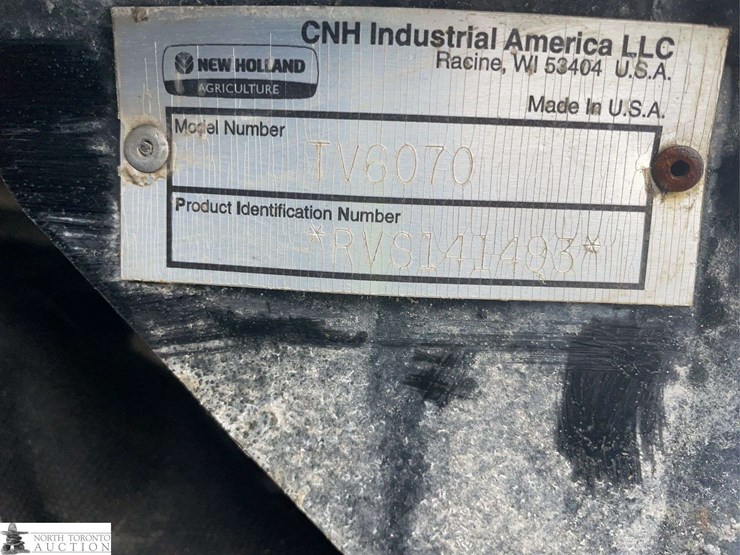 CNH Industrial America LLC
Racine, WI 53404 U.S.A.
NEW HOLLAND
AGRICULTURE
Made In U.S.A.
Model Number
TV6070
Product Identification Number
*RVS141493*
NORTH TORONTO
AUCTION